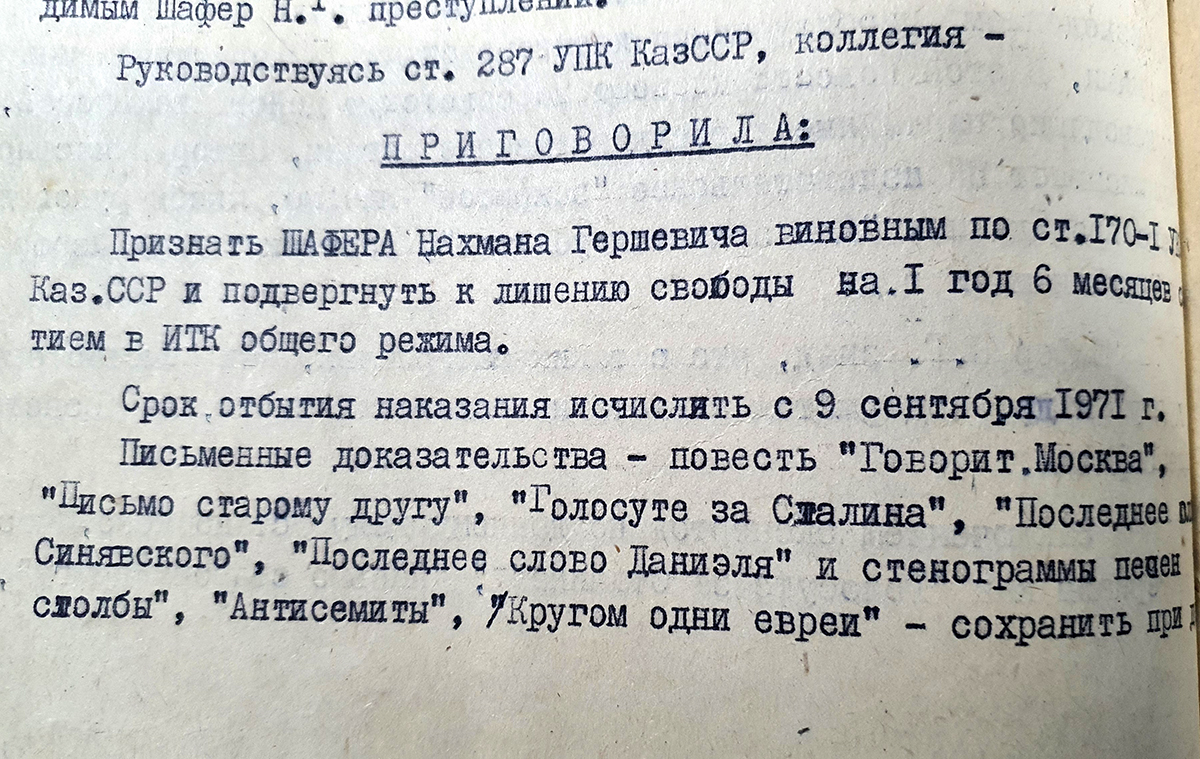 димым Шафер Н.Г. преступлении.
Руководствуясь ст. 287 УПК КазССР, коллегия –
П Р И Г О В О Р И Л А:
Признать ШАФЕРА Нахмана Гершевича виновным по ст.I70-I
Каз.ССР и подвергнуть к лишению свободы на.I год 6 месяцев
тием в ИТК общего режима.
Срок отбытия наказания исчислить с 9 сентября I97I г.
Письменные доказательства – повесть "Говорит.Москва",
"Письмо старому другу", "Голосуте за Сталина", "Последнее
Синявского", "Последнее слово Даниэля" и стенограммы песен
столбы", "Антисемиты", "Кругом одни евреи" – сохранить при